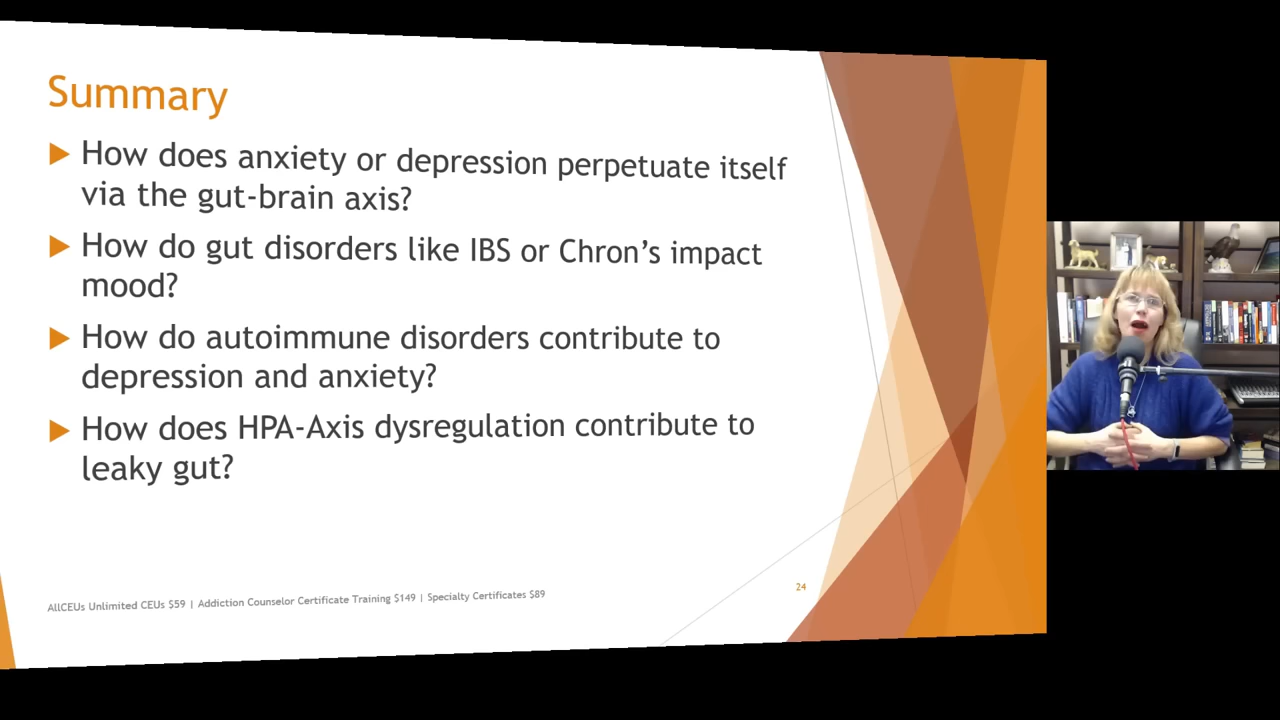 Summary
How does anxiety or depression perpetuate itself
via the gut-brain axis?
How do gut disorders like IBS or Chron's impact
mood?
How do autoimmune disorders contribute to
depression and anxiety?
How does HPA-Axis dysregulation contribute to
leaky gut?
24
AllCEUs Unlimited CEUs $59 | Addiction Counselor Certificate Training $149 | Specialty Certificates $89